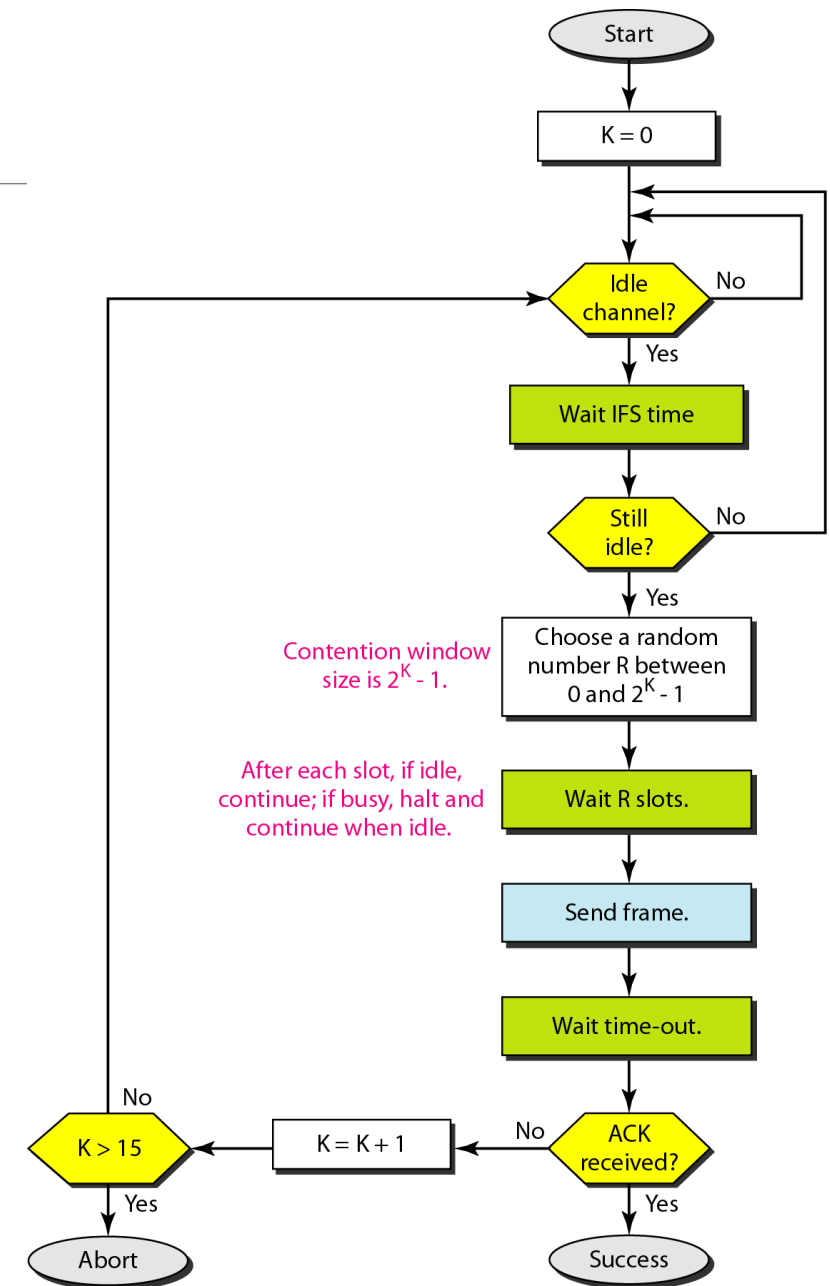 Start
K = 0
Idle
channel?
No
Yes
Wait IFS time
Still
idle?
No
Yes
Contention window
size is 2^K - 1.
Choose a random
number R between
0 and 2^K - 1
After each slot, if idle,
continue; if busy, halt and
continue when idle.
Wait R slots.
Send frame.
Wait time-out.
ACK
received?
No
Yes
K = K + 1
K > 15
No
Yes
Abort
Success